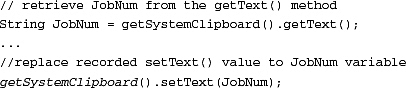 // retrieve JobNum from the getText() method
String JobNum = getSystemClipboard().getText();
...
//replace recorded setText() value to JobNum variable
getSystemClipboard().setText(JobNum);